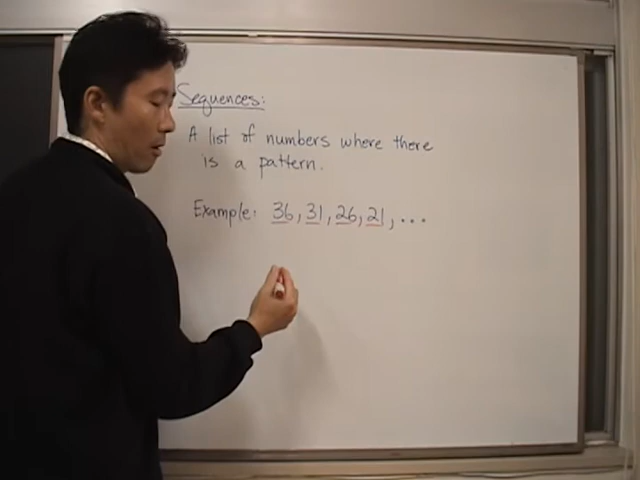 Sequences:
A list of numbers where there
is a pattern.
Example: 36, 31, 26, 21, ...